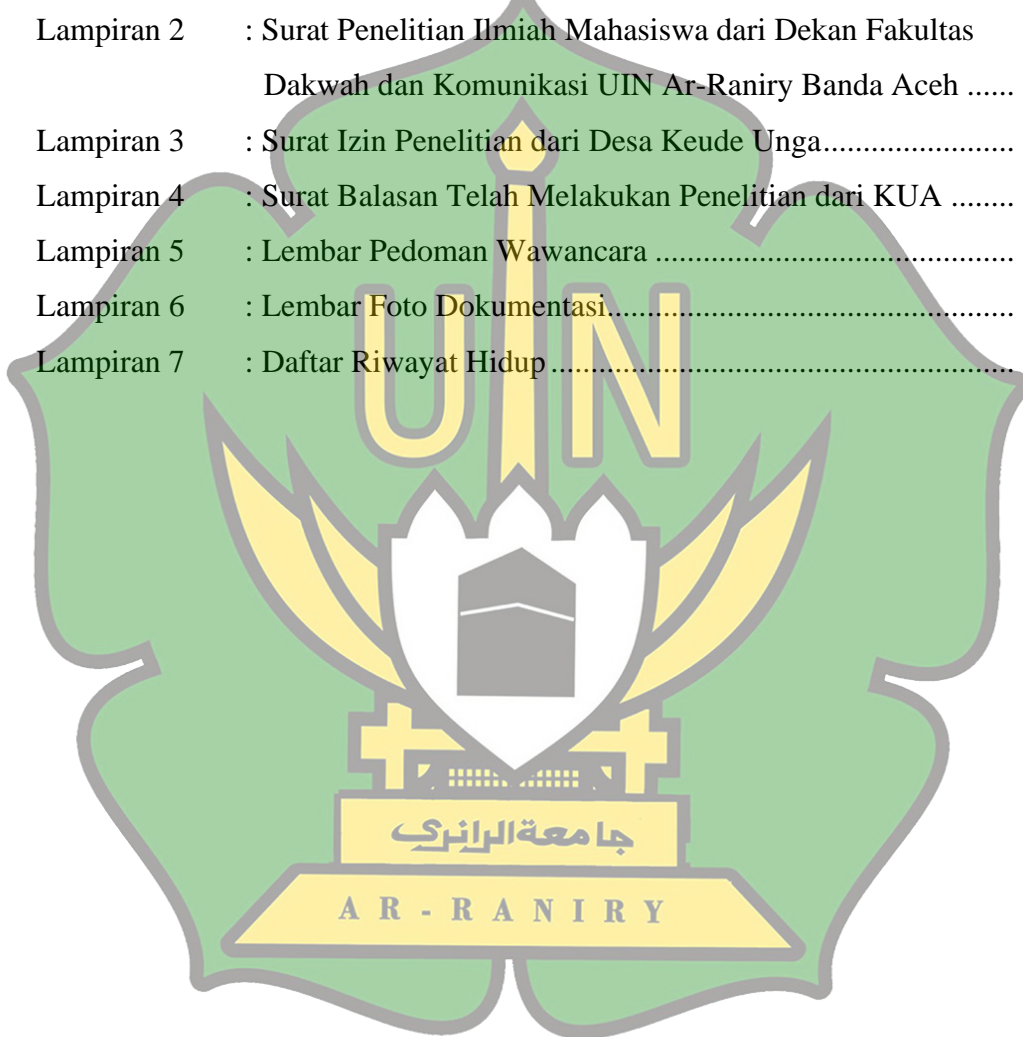 Lampiran 2 : Surat Penelitian Ilmiah Mahasiswa dari Dekan Fakultas
Dakwah dan Komunikasi UIN Ar-Raniry Banda Aceh ......
Lampiran 3 : Surat Izin Penelitian dari Desa Keude Unga.......................
Lampiran 4 : Surat Balasan Telah Melakukan Penelitian dari KUA ........
Lampiran 5 : Lembar Pedoman Wawancara ...........................................
Lampiran 6 : Lembar Foto Dokumentasi.................................................
Lampiran 7 : Daftar Riwayat Hidup ........................................................
UIN
جامعة الرانري
AR-RANIRY